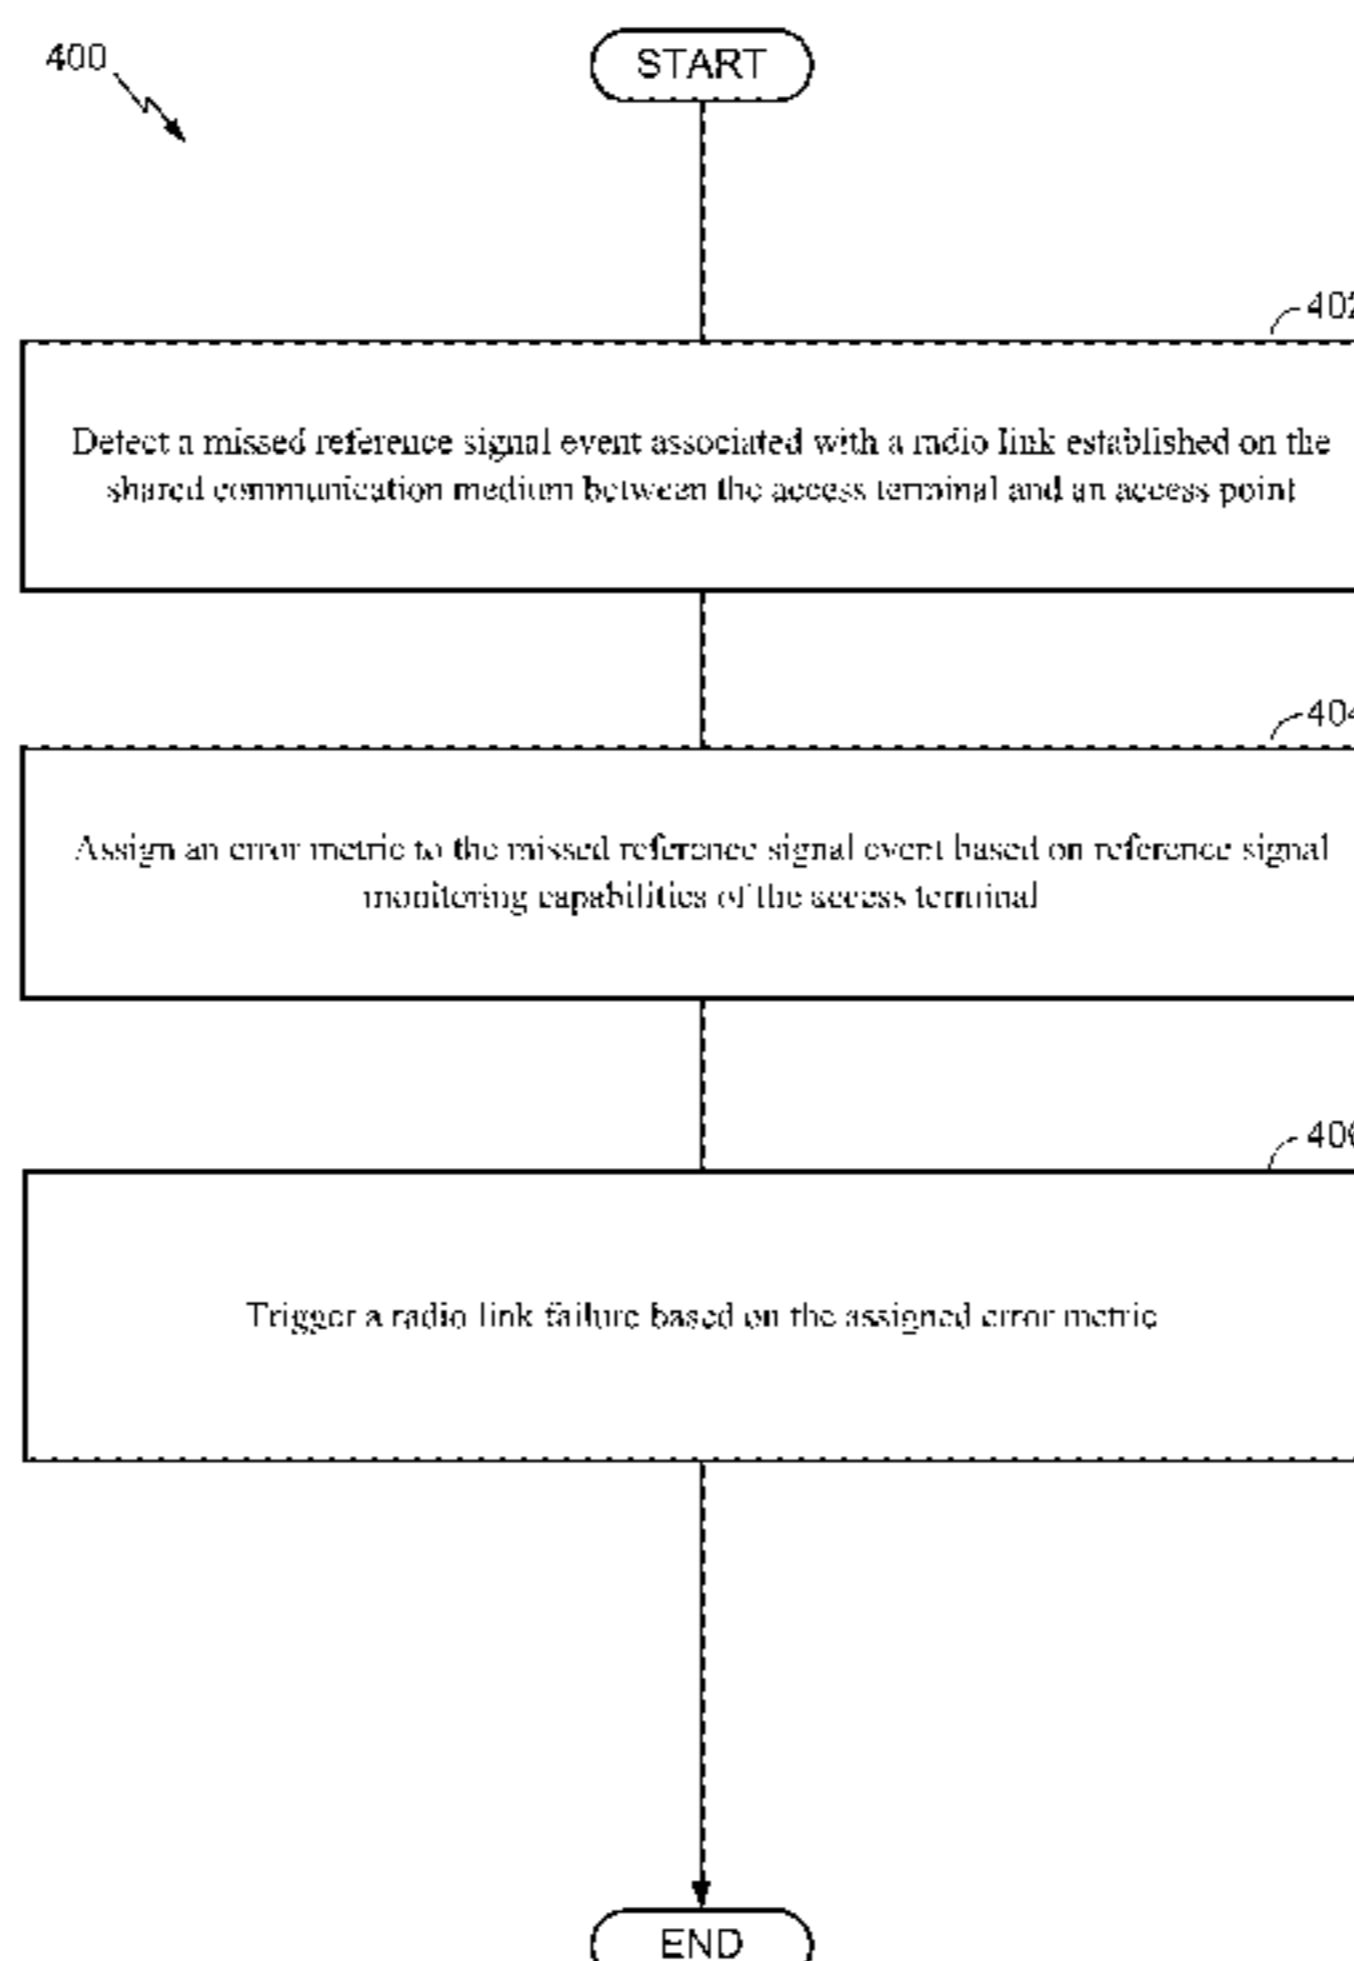 400
START
402
Detect a missed reference signal event associated with a radio link established on the
shared communication medium between the access terminal and an access point
404
Assign an error metric to the missed reference signal event based on reference signal
monitoring capabilities of the access terminal
406
Trigger a radio link failure based on the assigned error metric
END